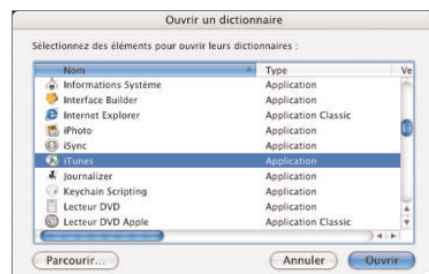 Ouvrir un dictionnaire
Sélectionnez des éléments pour ouvrir leurs dictionnaires :
Nom Type Ve
Informations Système Application
Interface Builder Application
Internet Explorer Application Classic
iPhoto Application
iSync Application
iTunes Application
Journalizer Application
Keychain Scripting Application
Lecteur DVD Application
Lecteur DVD Apple Application Classic
Parcourir... Annuler Ouvrir